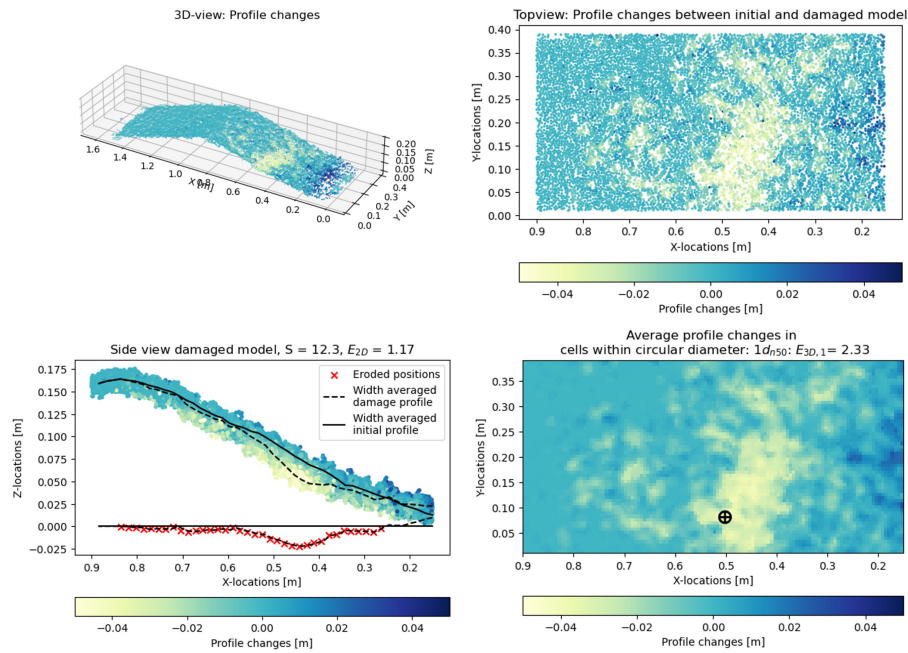 3D-view: Profile changes
0.20
0.15
0.10
0.05
0.00
Z [m]
1.6
1.4
1.2
1.0
0.8
0.6
0.4
0.2
0.0
X [m]
0.4
0.3
0.2
0.1
0.0
Y [m]
Topview: Profile changes between initial and damaged model
0.40
0.35
0.30
0.25
0.20
0.15
0.10
0.05
0.00
Y-locations [m]
0.9 0.8 0.7 0.6 0.5 0.4 0.3 0.2
X-locations [m]
−0.04 −0.02 0.00 0.02 0.04
Profile changes [m]
Side view damaged model, S = 12.3, E2D = 1.17
0.175
0.150
0.125
0.100
0.075
0.050
0.025
0.000
−0.025
Z-locations [m]
Eroded positions
Width averaged
damage profile
Width averaged
initial profile
0.9 0.8 0.7 0.6 0.5 0.4 0.3 0.2
X-locations [m]
−0.04 −0.02 0.00 0.02 0.04
Profile changes [m]
Average profile changes in
cells within circular diameter: 1dn50: E3D,1= 2.33
0.35
0.30
0.25
0.20
0.15
0.10
0.05
Y-locations [m]
0.9 0.8 0.7 0.6 0.5 0.4 0.3 0.2
X-locations [m]
−0.04 −0.02 0.00 0.02 0.04
Profile changes [m]